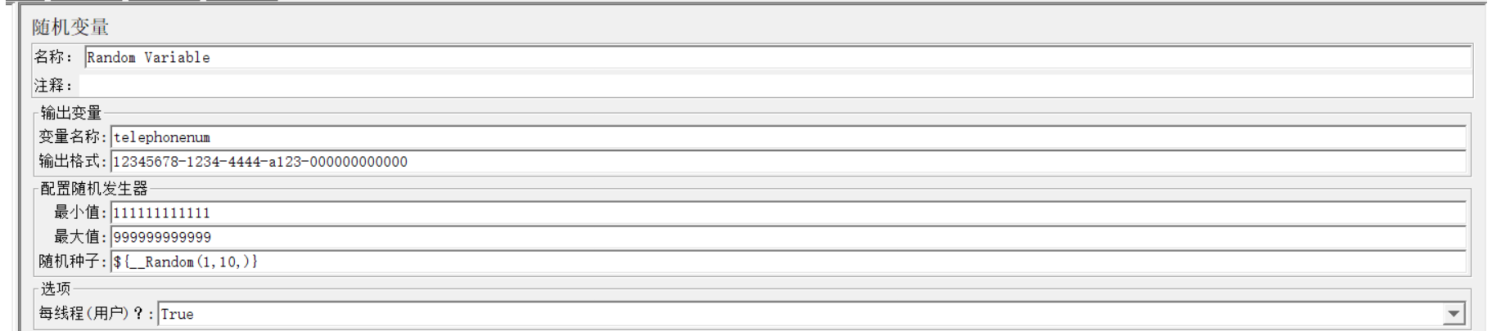 随机变量
名称: Random Variable
注释:
输出变量
变量名称: telephonenum
输出格式: 12345678-1234-4444-a123-000000000000
配置随机发生器
最小值: 111111111111
最大值: 999999999999
随机种子: ${__Random(1,10,)}
选项
每线程(用户)?: True